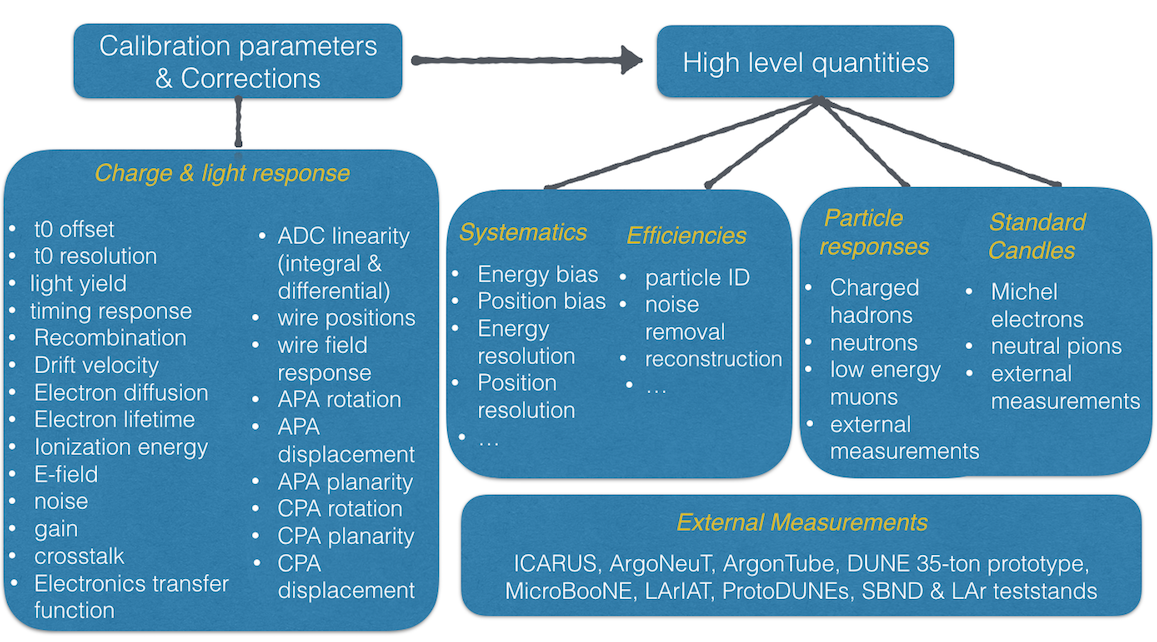 Calibration parameters
& Corrections
High level quantities
Charge & light response
• t0 offset
• t0 resolution
• light yield
• timing response
• Recombination
• Drift velocity
• Electron diffusion
• Electron lifetime
• Ionization energy
• E-field
• noise
• gain
• crosstalk
• Electronics transfer
function
• ADC linearity
(integral &
differential)
• wire positions
• wire field
response
• APA rotation
• APA
displacement
• APA planarity
• CPA rotation
• CPA planarity
• CPA
displacement
Systematics
• Energy bias
• Position bias
• Energy
resolution
• Position
resolution
• ...
Efficiencies
• particle ID
• noise
removal
• reconstruction
• ...
Particle
responses
• Charged
hadrons
• neutrons
• low energy
muons
• external
measurements
Standard
Candles
• Michel
electrons
• neutral pions
• external
measurements
External Measurements
ICARUS, ArgoNeuT, ArgonTube, DUNE 35-ton prototype,
MicroBooNE, LArIAT, ProtoDUNEs, SBND & LAr teststands